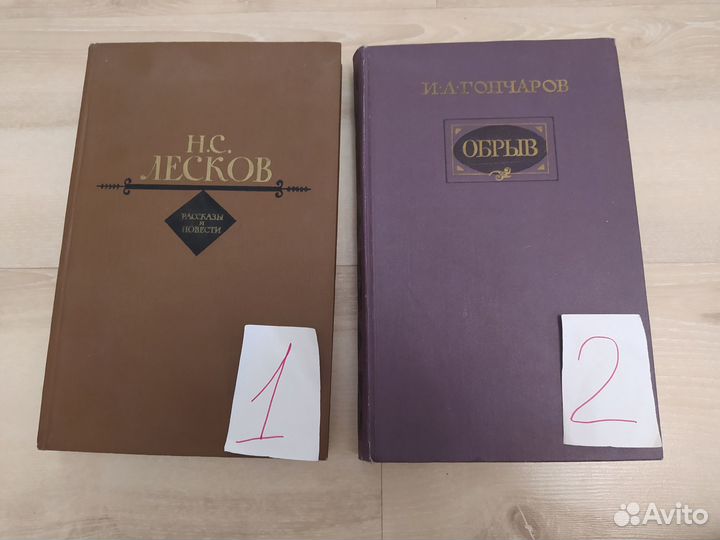 Н.С.
ЛЕСКОВ
РАССКАЗЫ
И
ПОВЕСТИ
1
И.А.ГОНЧАРОВ
ОБРЫВ
2
Avito